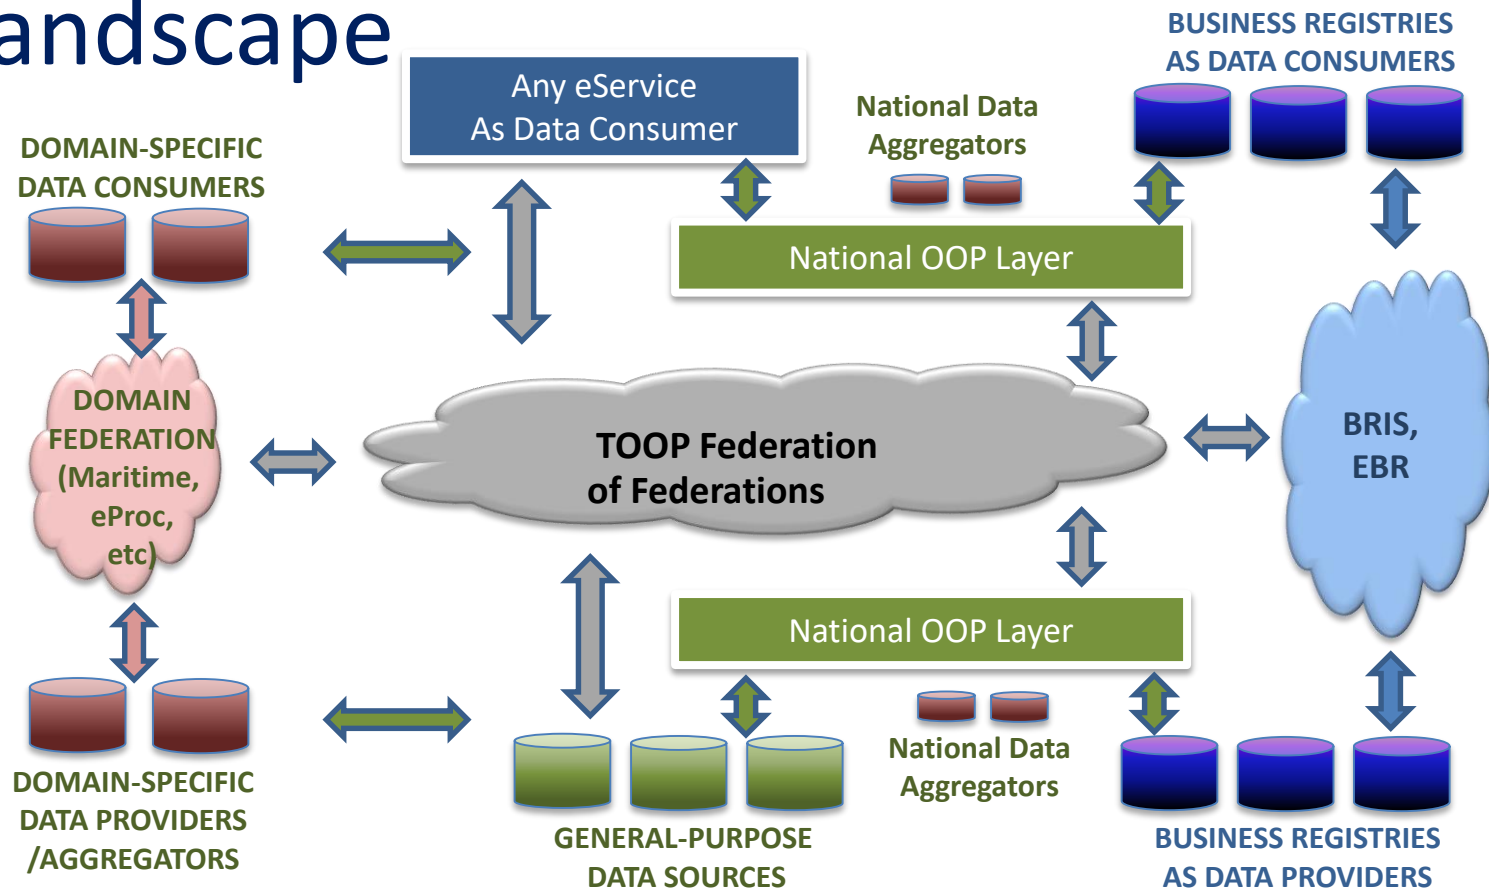 andscape
BUSINESS REGISTRIES
AS DATA CONSUMERS
Any eService
As Data Consumer
National Data
Aggregators
DOMAIN-SPECIFIC
DATA CONSUMERS
National OOP Layer
DOMAIN
FEDERATION
(Maritime,
eProc,
etc)
TOOP Federation
of Federations
BRIS,
EBR
National OOP Layer
National Data
Aggregators
DOMAIN-SPECIFIC
DATA PROVIDERS
/AGGREGATORS
GENERAL-PURPOSE
DATA SOURCES
BUSINESS REGISTRIES
AS DATA PROVIDERS